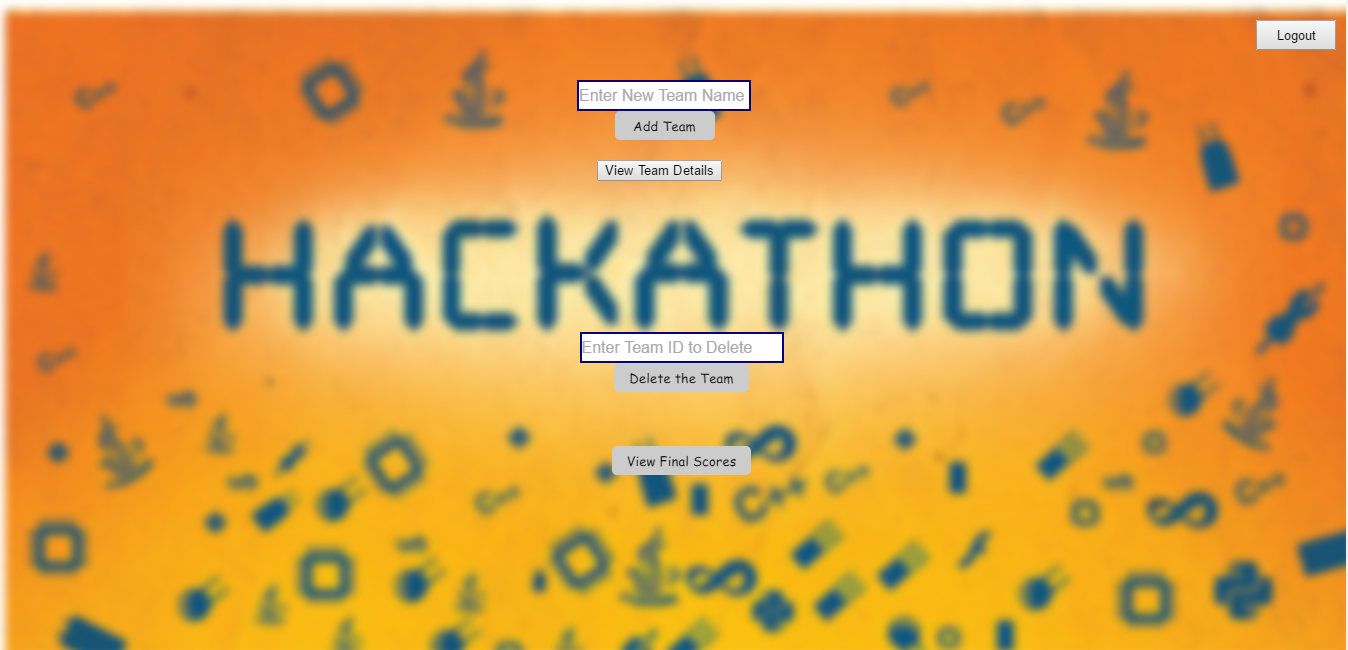 Logout
Enter New Team Name
Add Team
View Team Details
HACKATHON
Enter Team ID to Delete
Delete the Team
View Final Scores
C++
C++
C++
C++
C++
C++
C++
C++